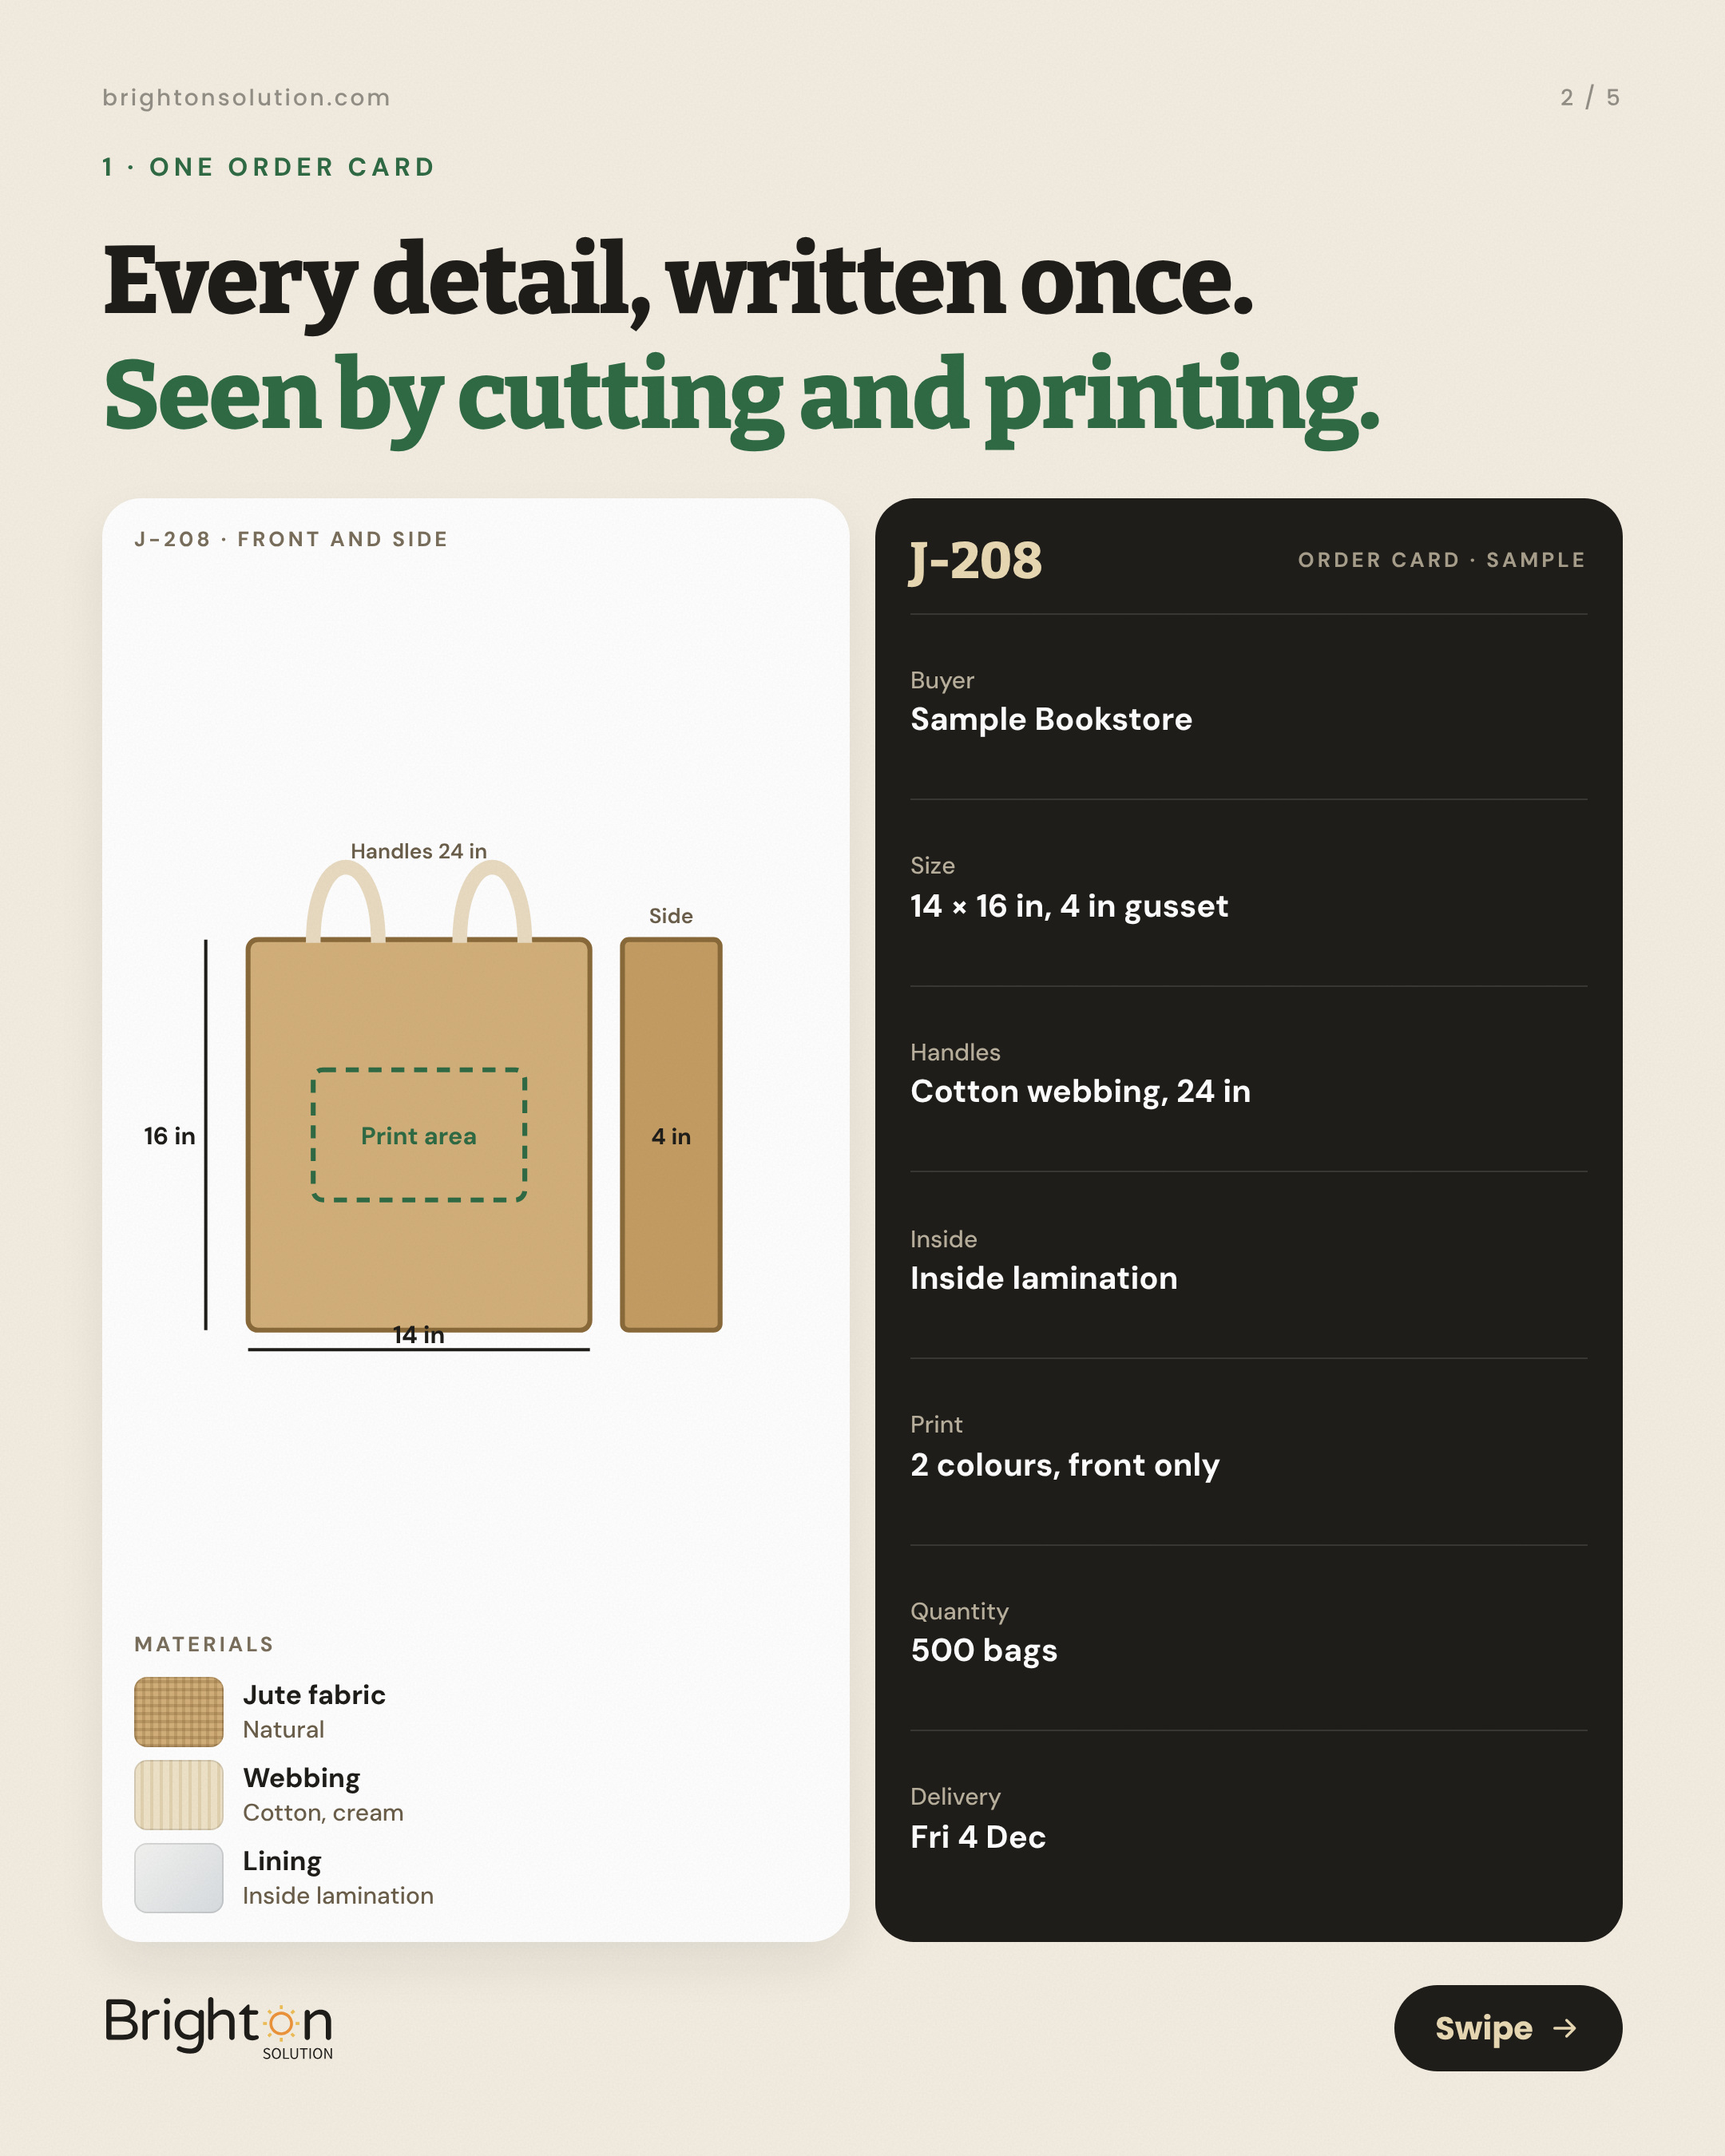 brightonsolution.com
2 / 5
1 · ONE ORDER CARD
Every detail, written once.
Seen by cutting and printing.
J-208 · FRONT AND SIDE
Handles 24 in
Side
16 in
Print area
4 in
14 in
MATERIALS
Jute fabric
Natural
Webbing
Cotton, cream
Lining
Inside lamination
J-208
ORDER CARD · SAMPLE
Buyer
Sample Bookstore
Size
14 × 16 in, 4 in gusset
Handles
Cotton webbing, 24 in
Inside
Inside lamination
Print
2 colours, front only
Quantity
500 bags
Delivery
Fri 4 Dec
Brighton
SOLUTION
Swipe →